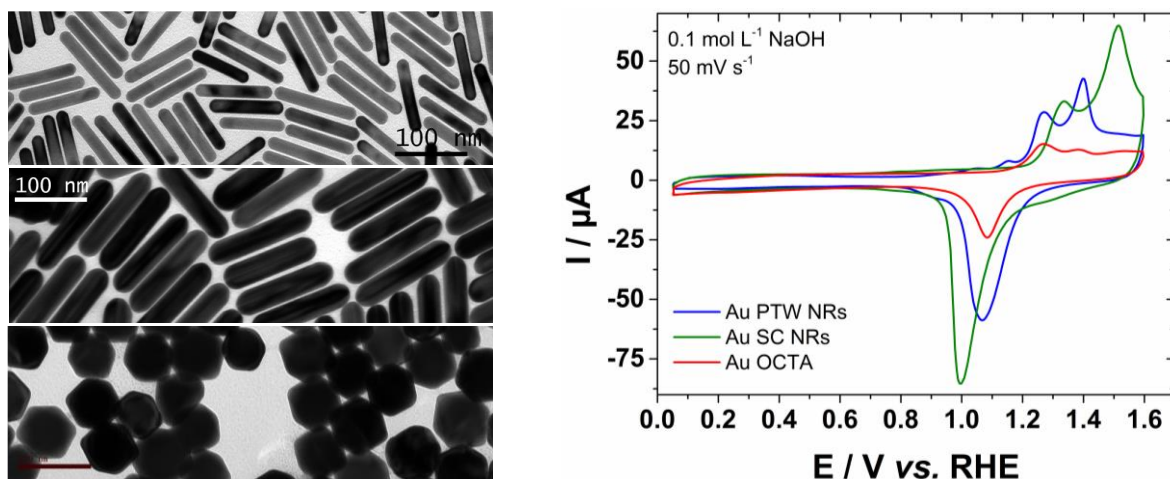 100 nm
100 nm
0.1 mol L⁻¹ NaOH
50 mV s⁻¹
I / µA
50
25
0
-25
-50
-75
Au PTW NRs
Au SC NRs
Au OCTA
0.0 0.2 0.4 0.6 0.8 1.0 1.2 1.4 1.6
E / V vs. RHE